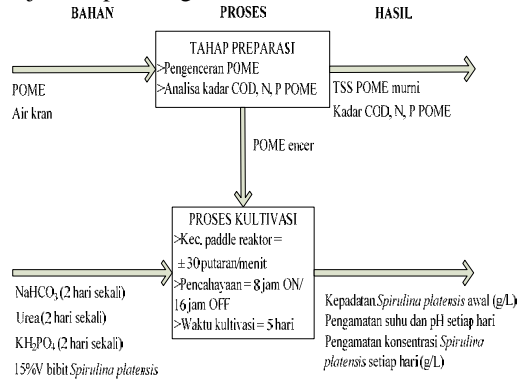 BAHAN PROSES HASIL
TAHAP PREPARASI
>Pengenceran POME
>Analisa kadar COD, N, P POME
POME
Air kran
TSS POME murni
Kadar COD, N, P POME
POME encer
PROSES KULTIVASI
>Kec. paddle reaktor =
±30 putaran/menit
>Pencahayaan = 8 jam ON/
16 jam OFF
>Waktu kultivasi = 5 hari
NaHCO₃ (2 hari sekali)
Urea (2 hari sekali)
KH₂PO₄ (2 hari sekali)
15%V bibit Spirulina platensis
Kepadatan Spirulina platensis awal (g/L)
Pengamatan suhu dan pH setiap hari
Pengamatan konsentrasi Spirulina
platensis setiap hari (g/L)